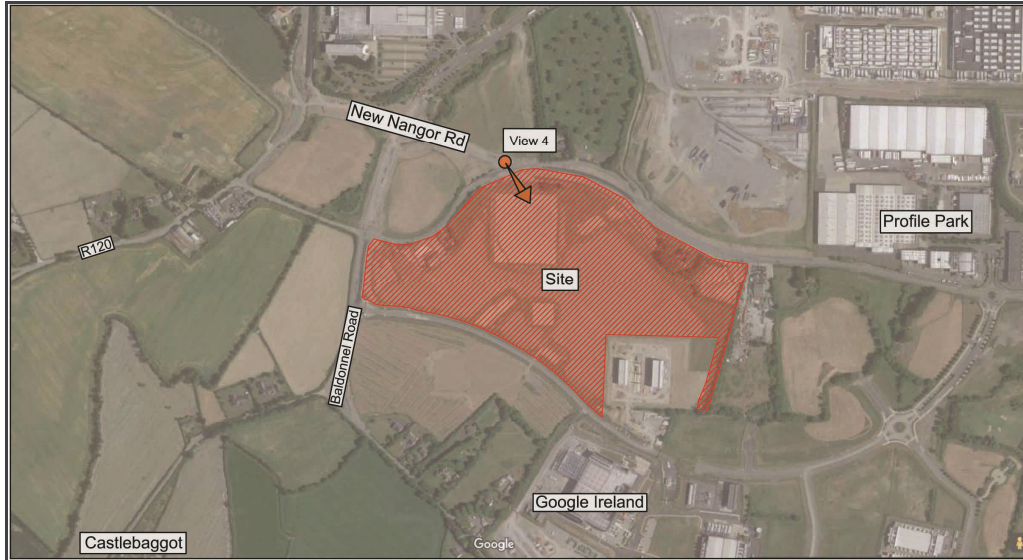 New Nangor Rd
View 4
R120
Profile Park
Site
Baldonnel Road
Google Ireland
Castlebaggot
Google